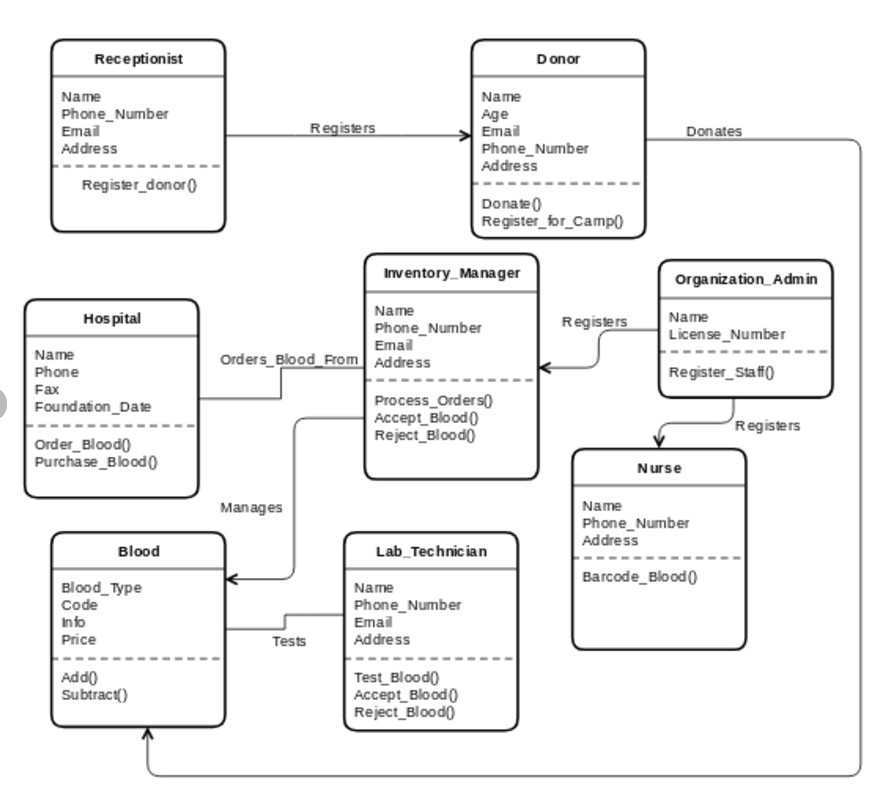 Receptionist
Name
Phone_Number
Email
Address
Register_donor()
Registers
Donor
Name
Age
Email
Phone_Number
Address
Donate()
Register_for_Camp()
Donates
Hospital
Name
Phone
Fax
Foundation_Date
Order_Blood()
Purchase_Blood()
Orders_Blood_From
Inventory_Manager
Name
Phone_Number
Email
Address
Process_Orders()
Accept_Blood()
Reject_Blood()
Registers
Organization_Admin
Name
License_Number
Register_Staff()
Registers
Nurse
Name
Phone_Number
Address
Barcode_Blood()
Manages
Blood
Blood_Type
Code
Info
Price
Add()
Subtract()
Tests
Lab_Technician
Name
Phone_Number
Email
Address
Test_Blood()
Accept_Blood()
Reject_Blood()